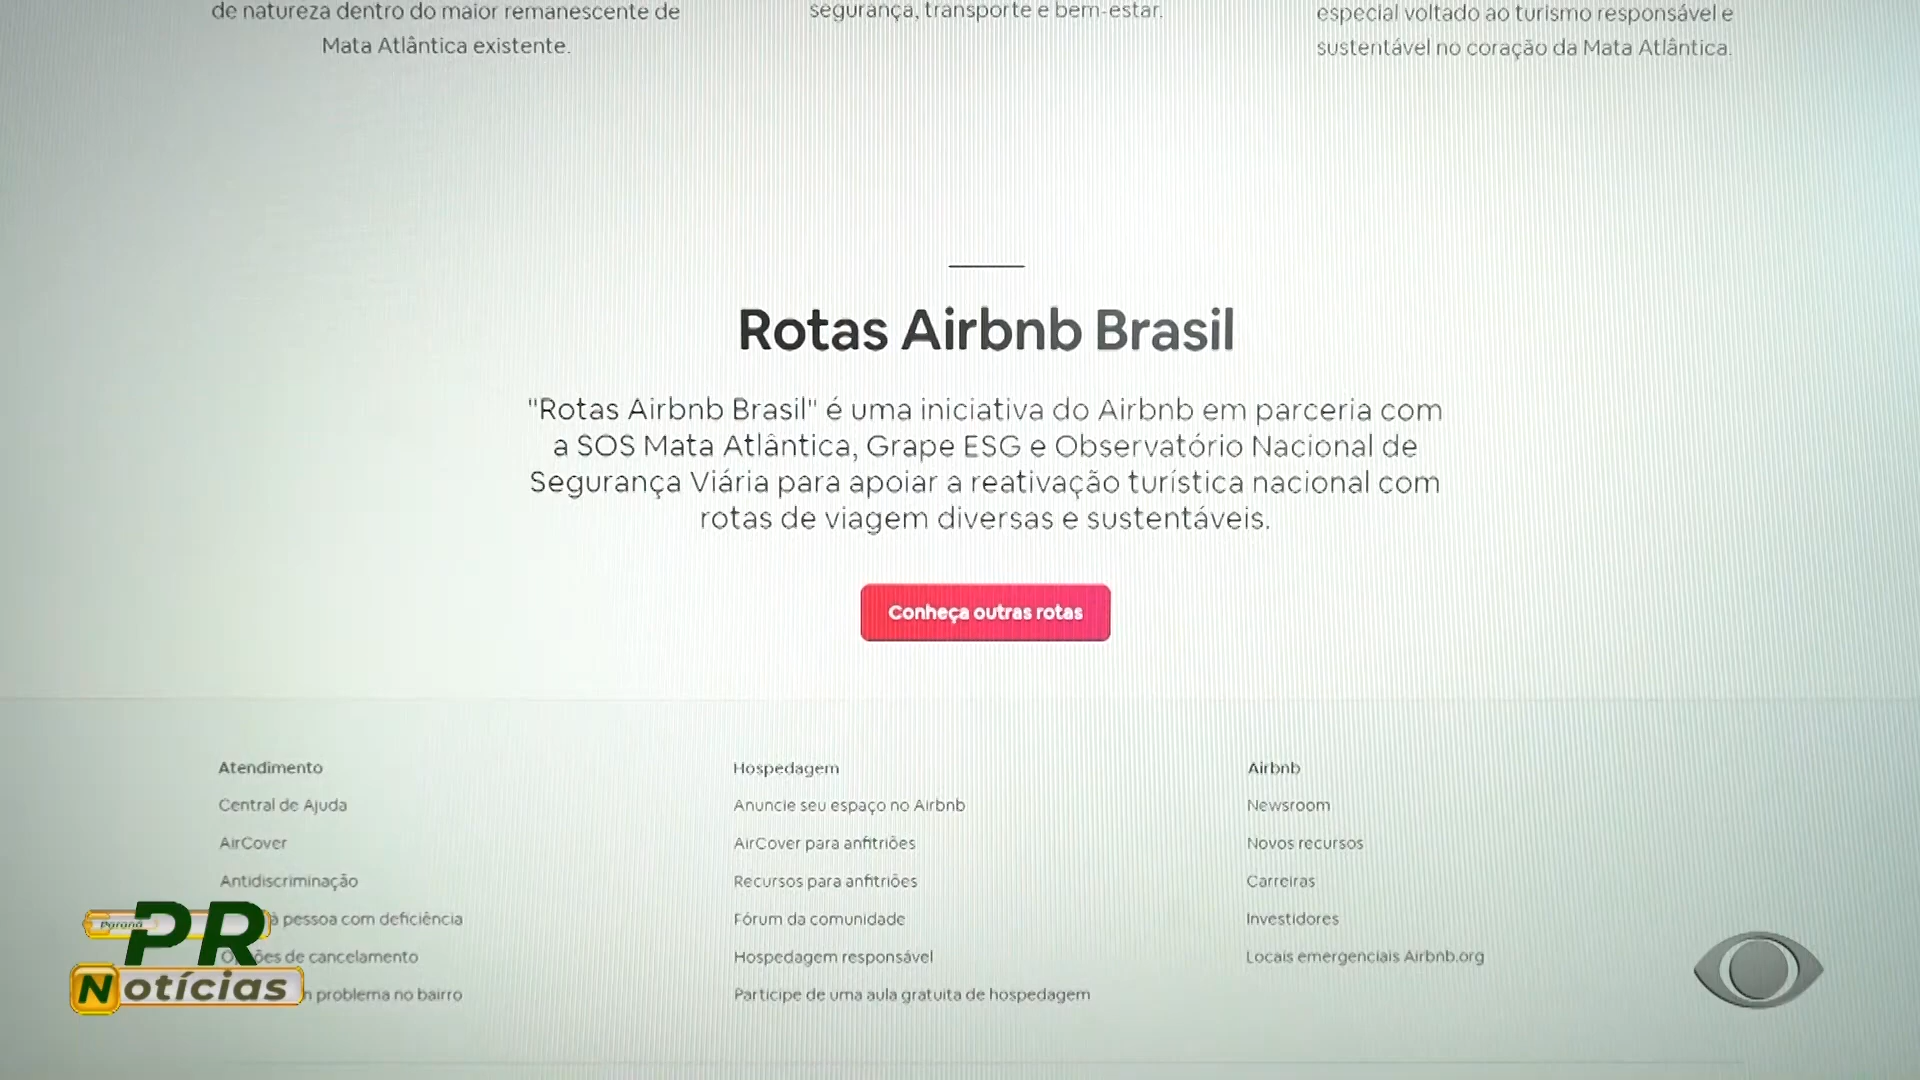 de natureza dentro do maior remanescente de
Mata Atlântica existente.
segurança, transporte e bem-estar.
especial voltado ao turismo responsável e
sustentável no coração da Mata Atlântica.
Rotas Airbnb Brasil
"Rotas Airbnb Brasil" é uma iniciativa do Airbnb em parceria com
a SOS Mata Atlântica, Grape ESG e Observatório Nacional de
Segurança Viária para apoiar a reativação turística nacional com
rotas de viagem diversas e sustentáveis.
Conheça outras rotas
Atendimento
Central de Ajuda
AirCover
Antidiscriminação
à pessoa com deficiência
Opções de cancelamento
problema no bairro
Hospedagem
Anuncie seu espaço no Airbnb
AirCover para anfitriões
Recursos para anfitriões
Fórum da comunidade
Hospedagem responsável
Participe de uma aula gratuita de hospedagem
Airbnb
Newsroom
Novos recursos
Carreiras
Investidores
Locais emergenciais Airbnb.org
Paraná
PR
Notícias